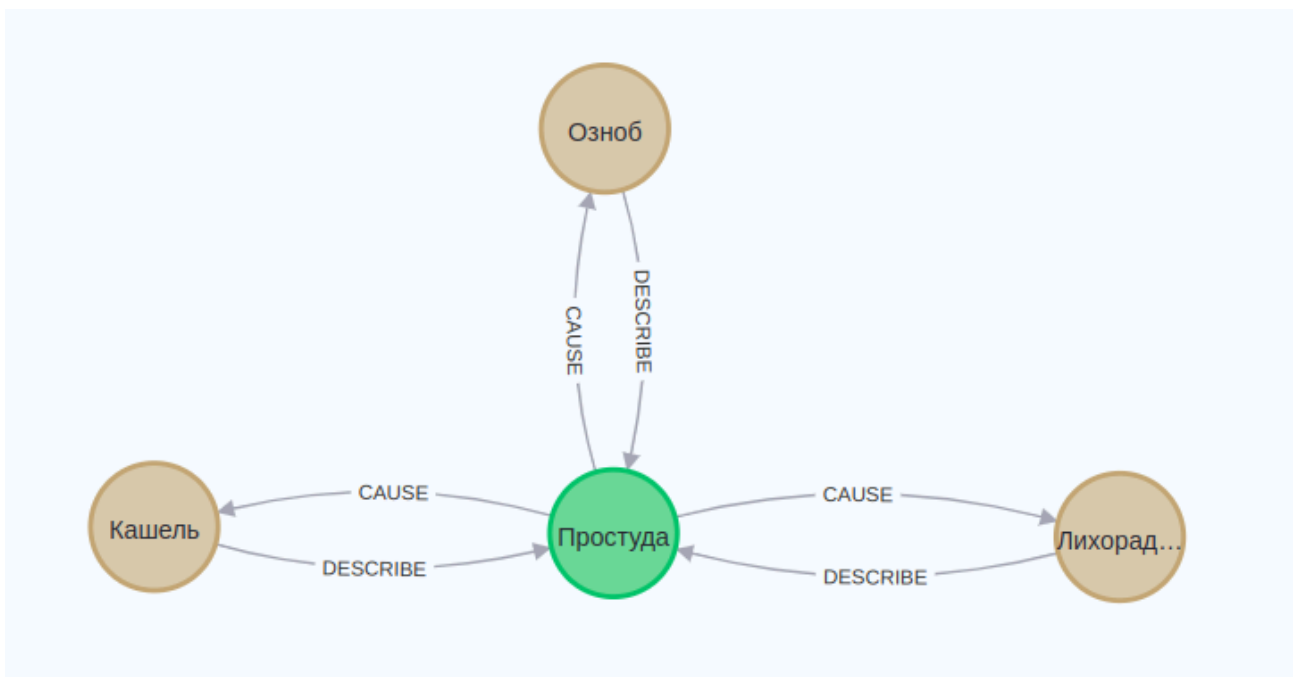 Озноб
CAUSE
DESCRIBE
CAUSE
CAUSE
Кашель
Простуда
Лихорад...
DESCRIBE
DESCRIBE